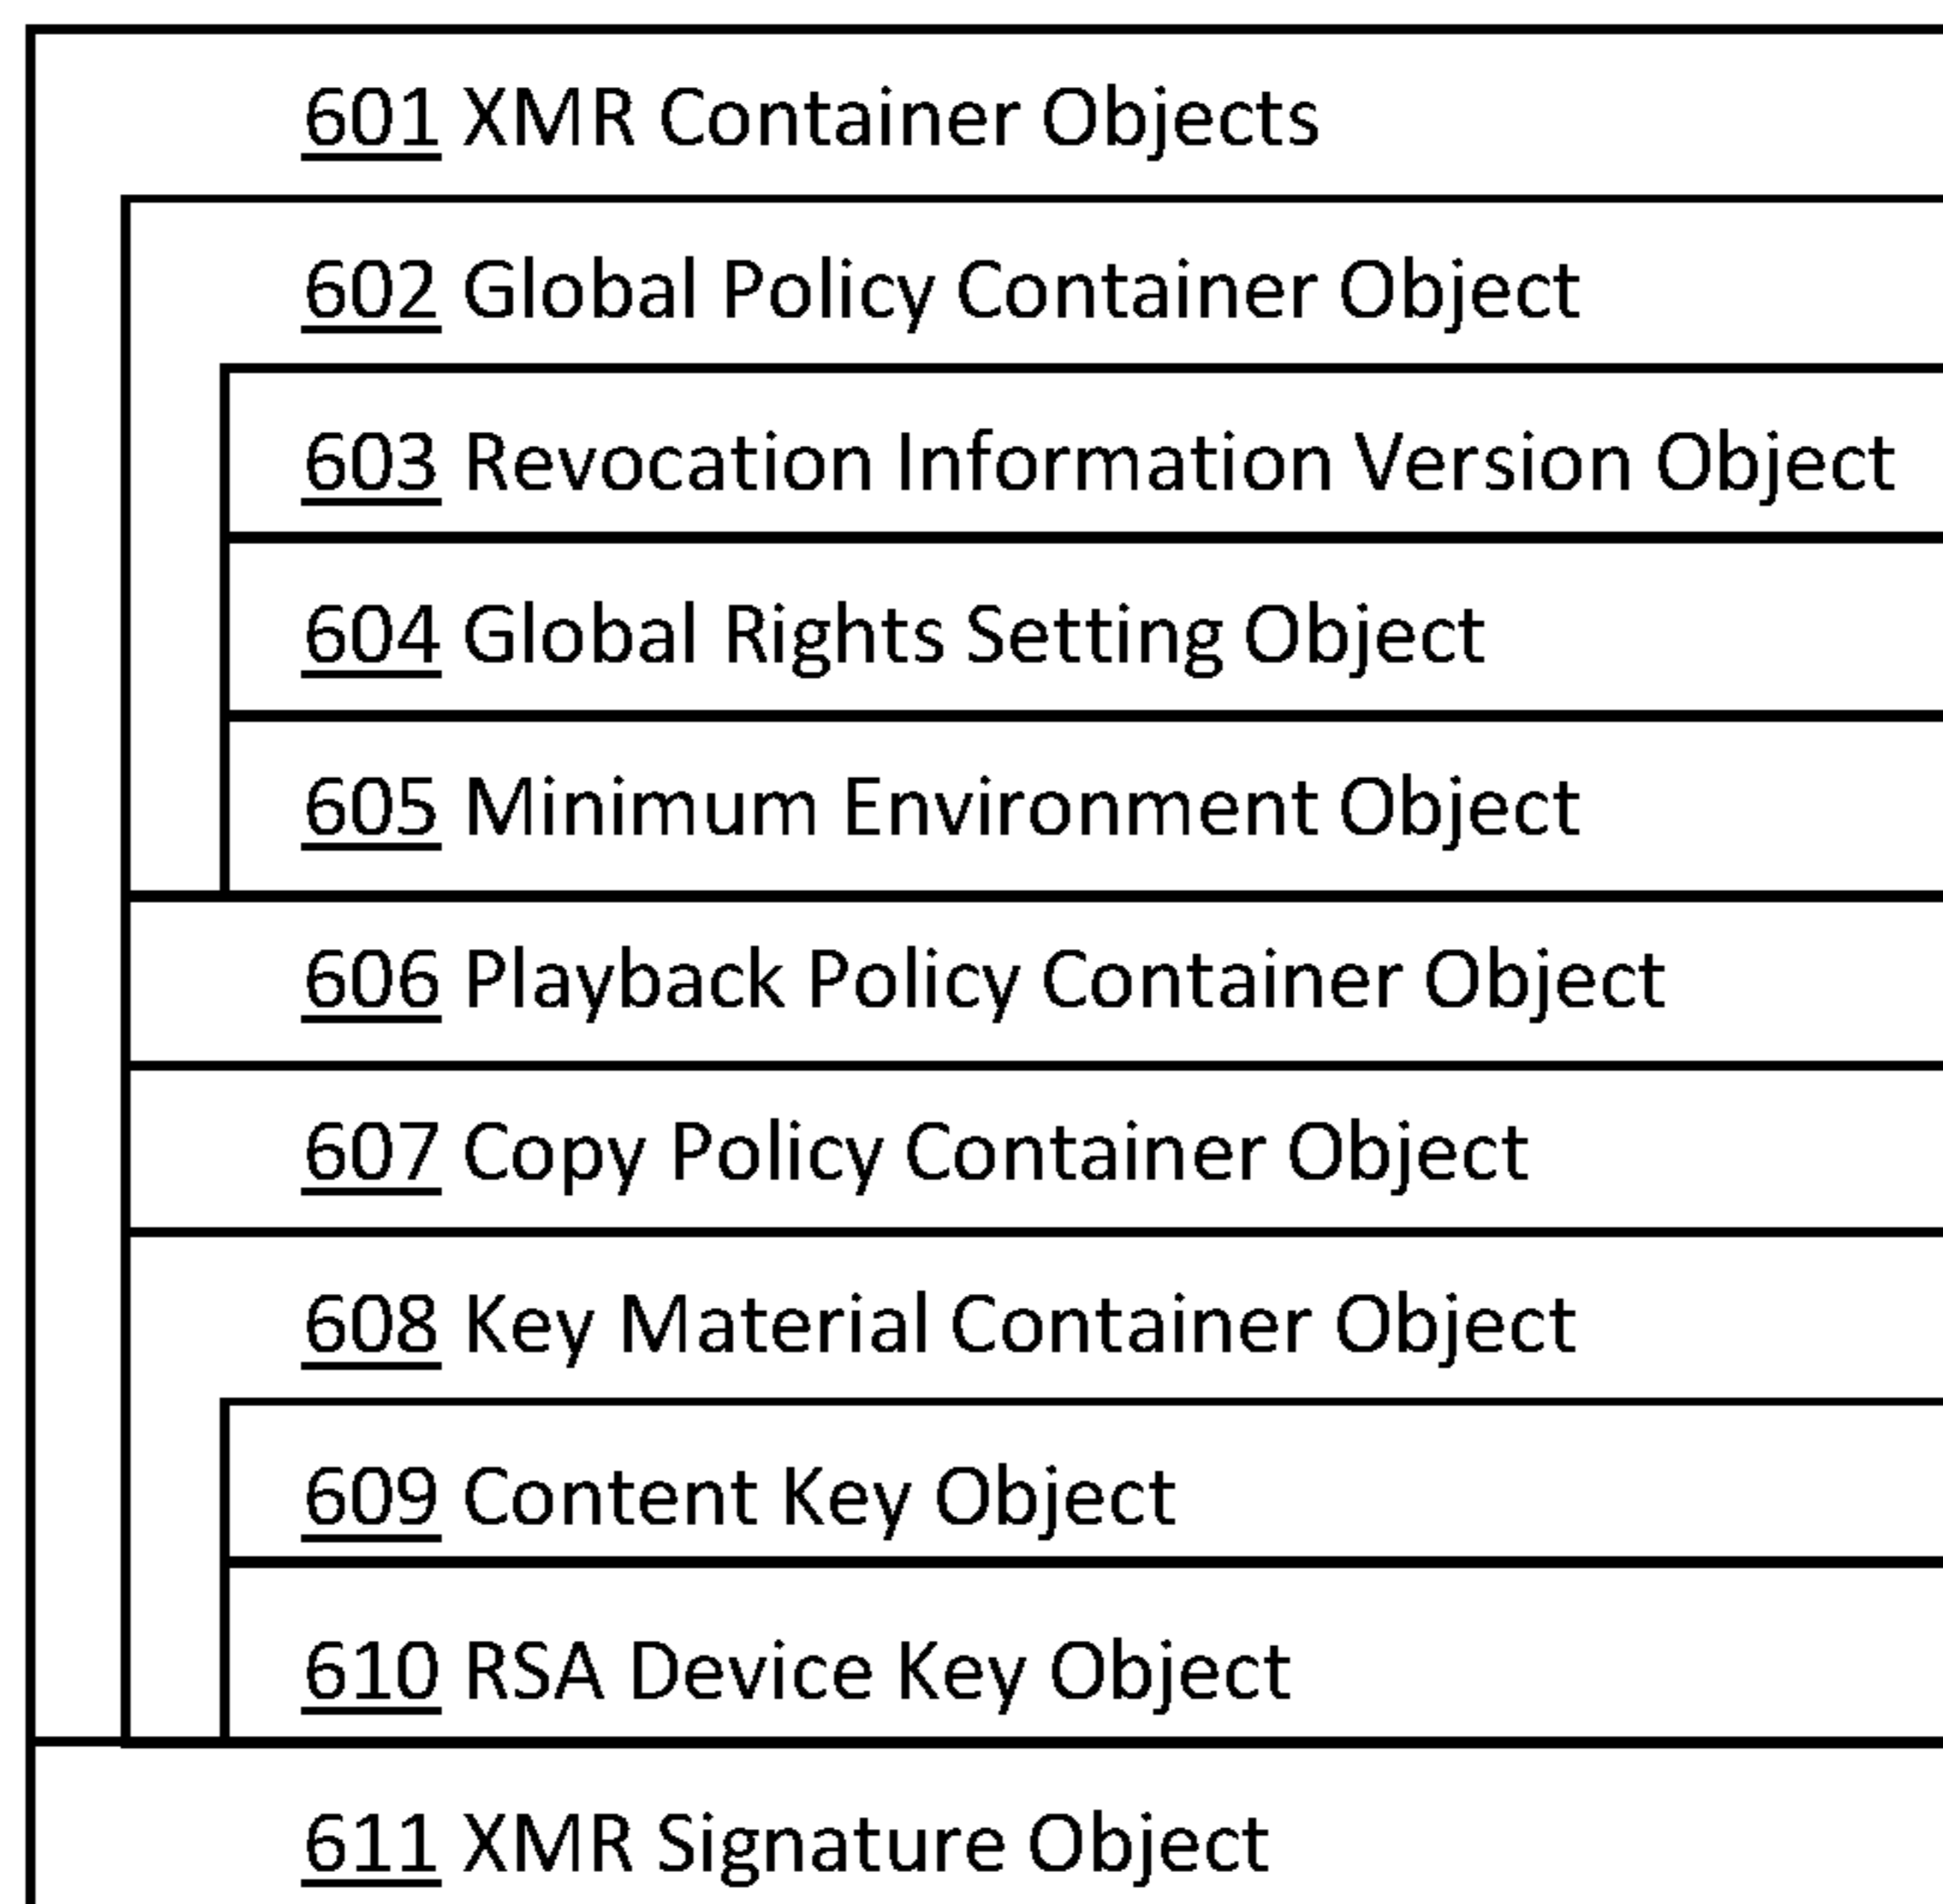 601 XMR Container Objects
602 Global Policy Container Object
603 Revocation Information Version Object
604 Global Rights Setting Object
605 Minimum Environment Object
606 Playback Policy Container Object
607 Copy Policy Container Object
608 Key Material Container Object
609 Content Key Object
610 RSA Device Key Object
611 XMR Signature Object